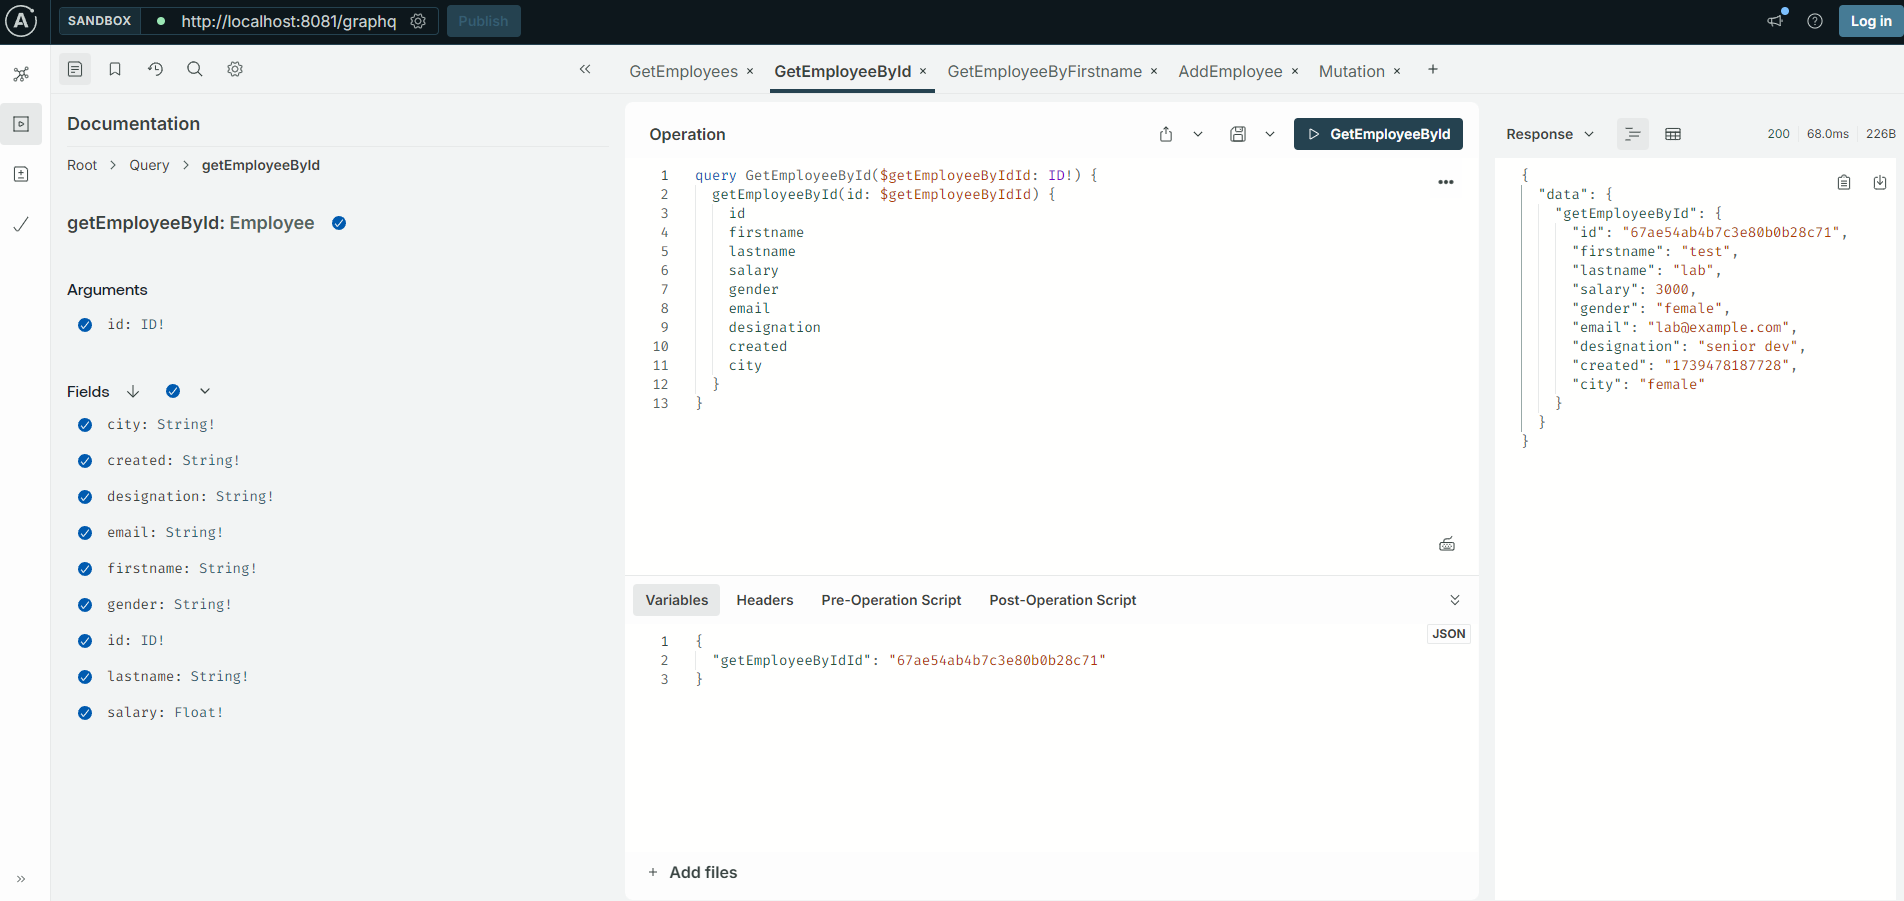 SANDBOX http://localhost:8081/graphq Publish Log in
GetEmployees × GetEmployeeById × GetEmployeeByFirstname × AddEmployee × Mutation × +
Documentation
Root > Query > getEmployeeById
getEmployeeById: Employee
Arguments
id: ID!
Fields
city: String!
created: String!
designation: String!
email: String!
firstname: String!
gender: String!
id: ID!
lastname: String!
salary: Float!
Operation
GetEmployeeById
1 query GetEmployeeById($getEmployeeByIdId: ID!) {
2 getEmployeeById(id: $getEmployeeByIdId) {
3 id
4 firstname
5 lastname
6 salary
7 gender
8 email
9 designation
10 created
11 city
12 }
13 }
Variables Headers Pre-Operation Script Post-Operation Script
JSON
1 {
2 "getEmployeeByIdId": "67ae54ab4b7c3e80b0b28c71"
3 }
+ Add files
Response 200 68.0ms 226B
{
"data": {
"getEmployeeById": {
"id": "67ae54ab4b7c3e80b0b28c71",
"firstname": "test",
"lastname": "lab",
"salary": 3000,
"gender": "female",
"email": "lab@example.com",
"designation": "senior dev",
"created": "1739478187728",
"city": "female"
}
}
}